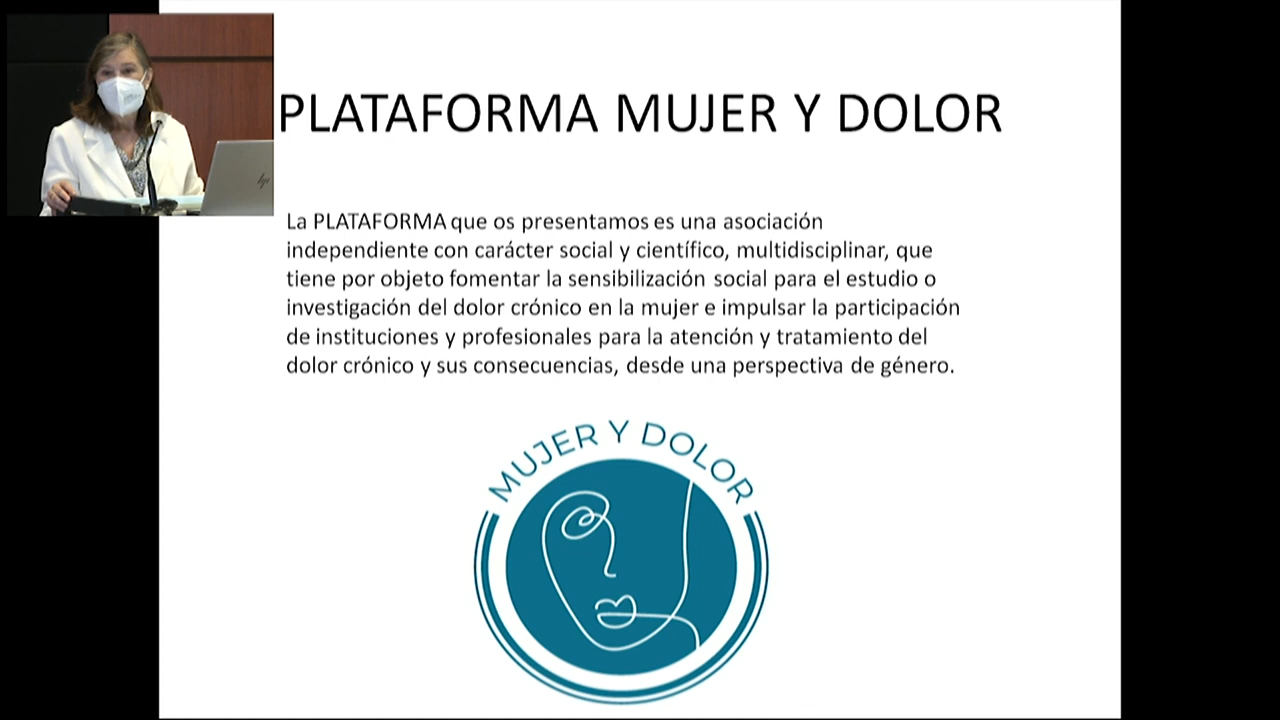 PLATAFORMA MUJER Y DOLOR
La PLATAFORMA que os presentamos es una asociación
independiente con carácter social y científico, multidisciplinar, que
tiene por objeto fomentar la sensibilización social para el estudio o
investigación del dolor crónico en la mujer e impulsar la participación
de instituciones y profesionales para la atención y tratamiento del
dolor crónico y sus consecuencias, desde una perspectiva de género.
MUJER Y DOLOR
hp